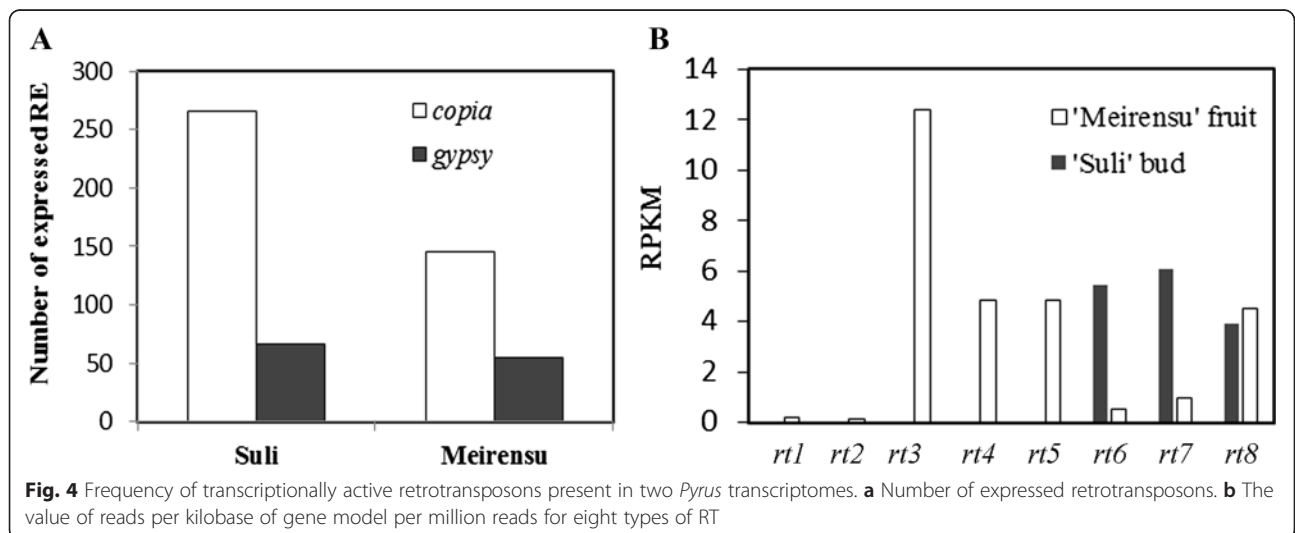 A
300
250
200
150
100
50
0
Number of expressed RE
copia
gypsy
Suli Meirensu
B
14
12
10
8
6
4
2
0
RPKM
'Meirensu' fruit
'Suli' bud
rt1 rt2 rt3 rt4 rt5 rt6 rt7 rt8
Fig. 4 Frequency of transcriptionally active retrotransposons present in two Pyrus transcriptomes. a Number of expressed retrotransposons. b The
value of reads per kilobase of gene model per million reads for eight types of RT